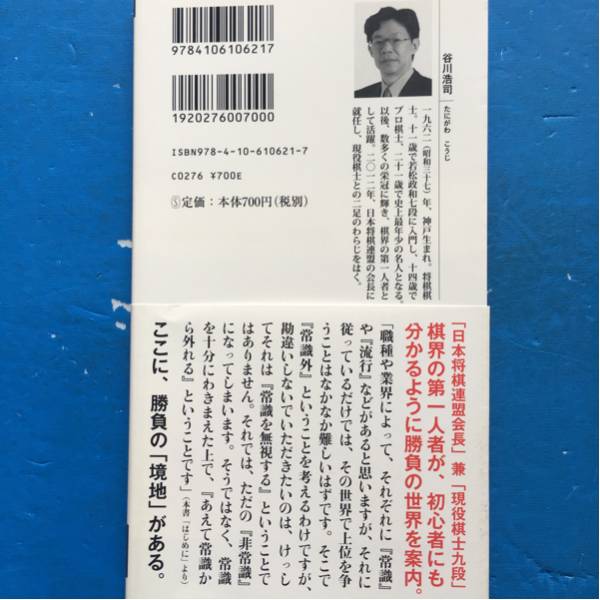 9784106106217
1920276007000
ISBN978-4-10-610621-7
C0276 ¥700E
Ⓢ定価：本体700円（税別）
谷川浩司
たにがわ こうじ
一九六二（昭和三十七）年、神戸生まれ。将棋棋
士。十一歳で若松政和七段に入門し、十四歳で
プロ棋士、二十一歳で史上最年少の名人となる。
以後、数多くの栄冠に輝き、棋界の第一人者と
して活躍。二〇一二年、日本将棋連盟の会長に
就任し、現役棋士との二足のわらじをはく。
「日本将棋連盟会長」兼「現役棋士九段」
棋界の第一人者が、初心者にも
分かるように勝負の世界を案内。
「職種や業界によって、それぞれに『常識』
や『流行』などがあると思いますが、それに
従っているだけでは、その世界で上位を争
うことはなかなか難しいはずです。そこで
『常識外』ということを考えるわけですが、
勘違いしないでいただきたいのは、けっし
てそれは『常識を無視する』ということで
はありません。それでは、ただの『非常識』
になってしまいます。そうではなく、常識
を十分にわきまえた上で、『あえて常識か
ら外れる』ということです」（本書「はじめに」より）
ここに、勝負の「境地」がある。